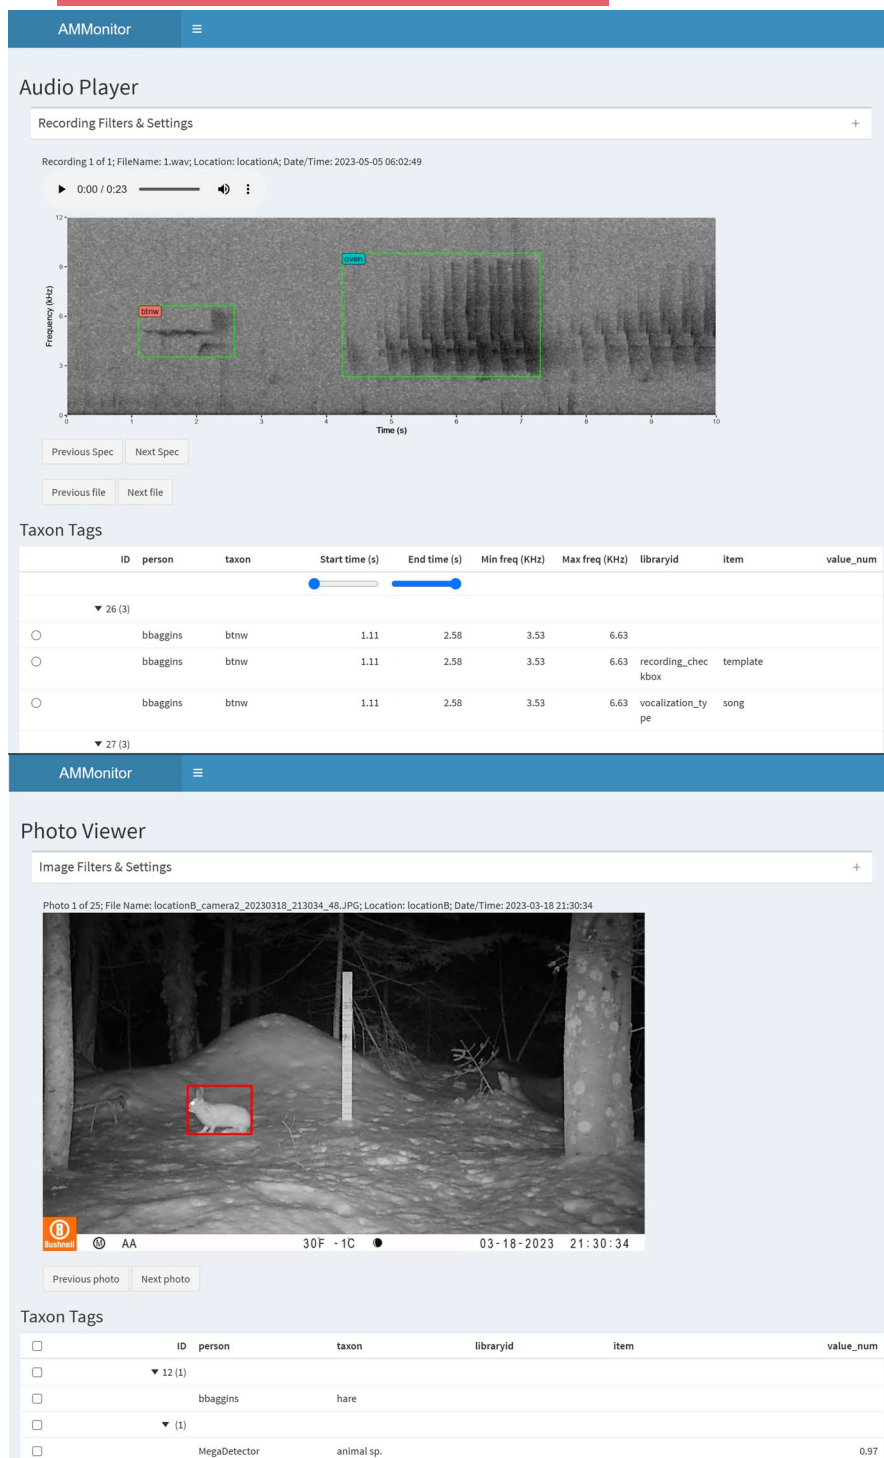 AMMonitor
Audio Player
Recording Filters & Settings +
Recording 1 of 1; FileName: 1.wav; Location: locationA; Date/Time: 2023-05-05 06:02:49
0:00 / 0:23
12
9
6
3
0
Frequency (kHz)
btnw
oven
0 1 2 3 4 5 6 7 8 9 10
Time (s)
Previous Spec Next Spec
Previous file Next file
Taxon Tags
ID person taxon Start time (s) End time (s) Min freq (KHz) Max freq (KHz) libraryid item value_num
▼ 26 (3)
bbaggins btnw 1.11 2.58 3.53 6.63
bbaggins btnw 1.11 2.58 3.53 6.63 recording_chec template
kbox
bbaggins btnw 1.11 2.58 3.53 6.63 vocalization_ty song
pe
▼ 27 (3)
AMMonitor
Photo Viewer
Image Filters & Settings +
Photo 1 of 25; File Name: locationB_camera2_20230318_213034_48.JPG; Location: locationB; Date/Time: 2023-03-18 21:30:34
B
Bushnell M AA 30F -1C 03-18-2023 21:30:34
Previous photo Next photo
Taxon Tags
ID person taxon libraryid item value_num
▼ 12 (1)
bbaggins hare
▼ (1)
MegaDetector animal sp. 0.97